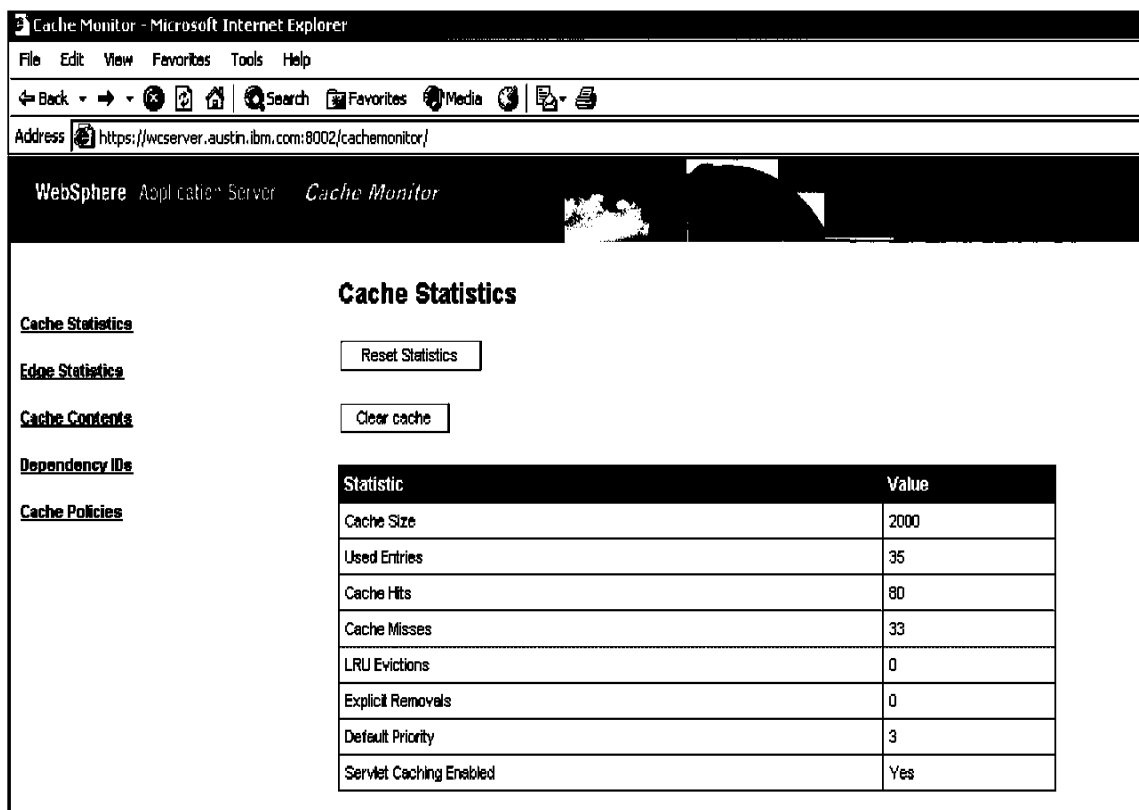 Cache Monitor - Microsoft Internet Explorer
File Edit View Favorites Tools Help
Back Search Favorites Media
Address https://wcserver.austin.ibm.com:8002/cachemonitor/
WebSphere Application Server Cache Monitor
Cache Statistics
Edge Statistics
Cache Contents
Dependency IDs
Cache Policies
Cache Statistics
Reset Statistics
Clear cache
Statistic Value
Cache Size 2000
Used Entries 35
Cache Hits 80
Cache Misses 33
LRU Evictions 0
Explicit Removals 0
Default Priority 3
Servlet Caching Enabled Yes